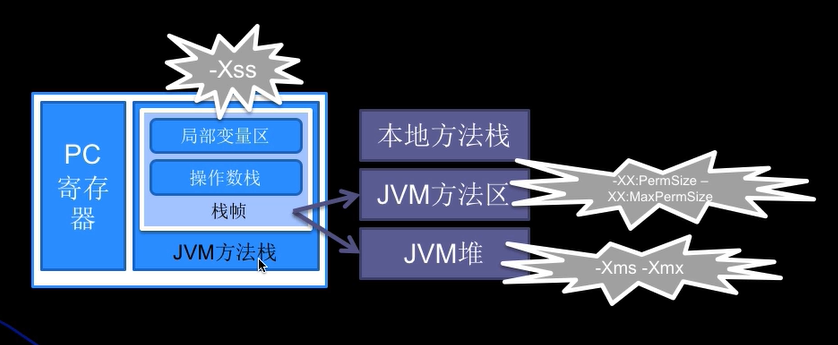 -Xss
PC
寄存
器
局部变量区
操作数栈
栈帧
JVM方法栈
本地方法栈
JVM方法区
JVM堆
-XX:PermSize –
XX:MaxPermSize
-Xms -Xmx